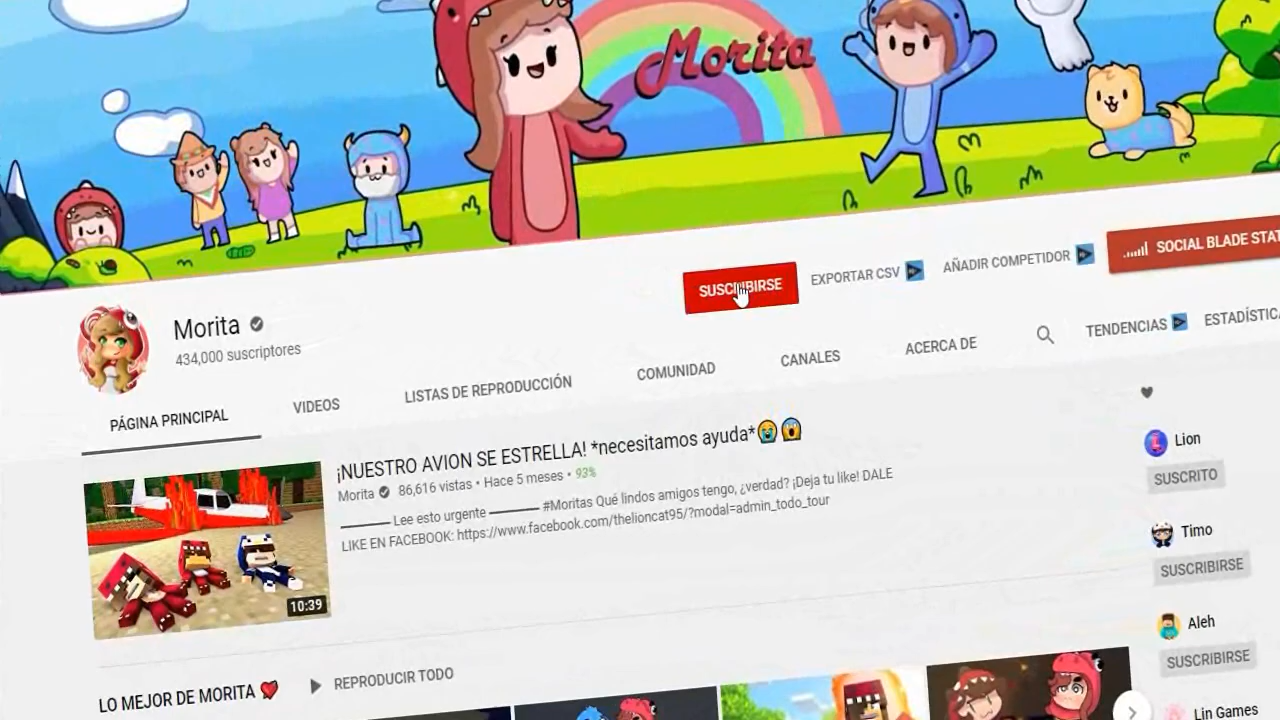 Morita
SUSCRIBIRSE
EXPORTAR CSV
AÑADIR COMPETIDOR
SOCIAL BLADE STAT
Morita
434,000 suscriptores
PÁGINA PRINCIPAL
VIDEOS
LISTAS DE REPRODUCCIÓN
COMUNIDAD
CANALES
ACERCA DE
TENDENCIAS
ESTADÍSTICA
¡NUESTRO AVION SE ESTRELLA! *necesitamos ayuda*😭😱
Morita 86,616 vistas • Hace 5 meses • 93%
———— Lee esto urgente ———— #Moritas Qué lindos amigos tengo, ¿verdad? ¡Deja tu like! DALE
LIKE EN FACEBOOK: https://www.facebook.com/thelioncat95/?modal=admin_todo_tour
10:39
Lion
SUSCRITO
Timo
SUSCRIBIRSE
Aleh
SUSCRIBIRSE
Lin Games
LO MEJOR DE MORITA ❤️
REPRODUCIR TODO